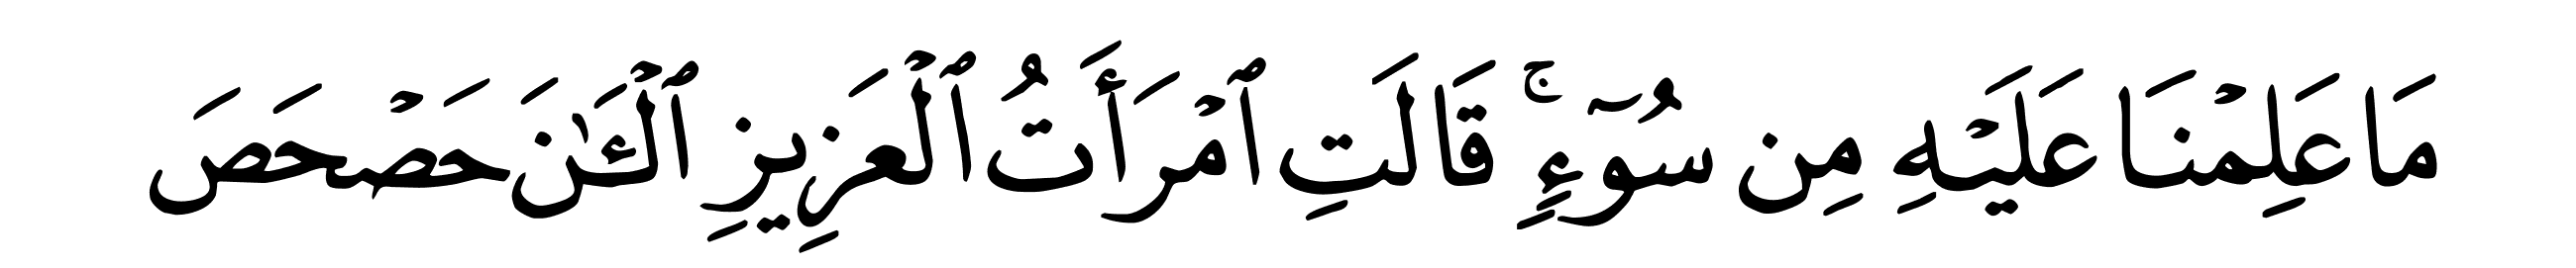 مَا عَلِمْنَا عَلَيْهِ مِن سُوٓءٍۚ قَالَتِ ٱمْرَأَتُ ٱلْعَزِيزِ ٱلْـَٰٔنَ حَصْحَصَ